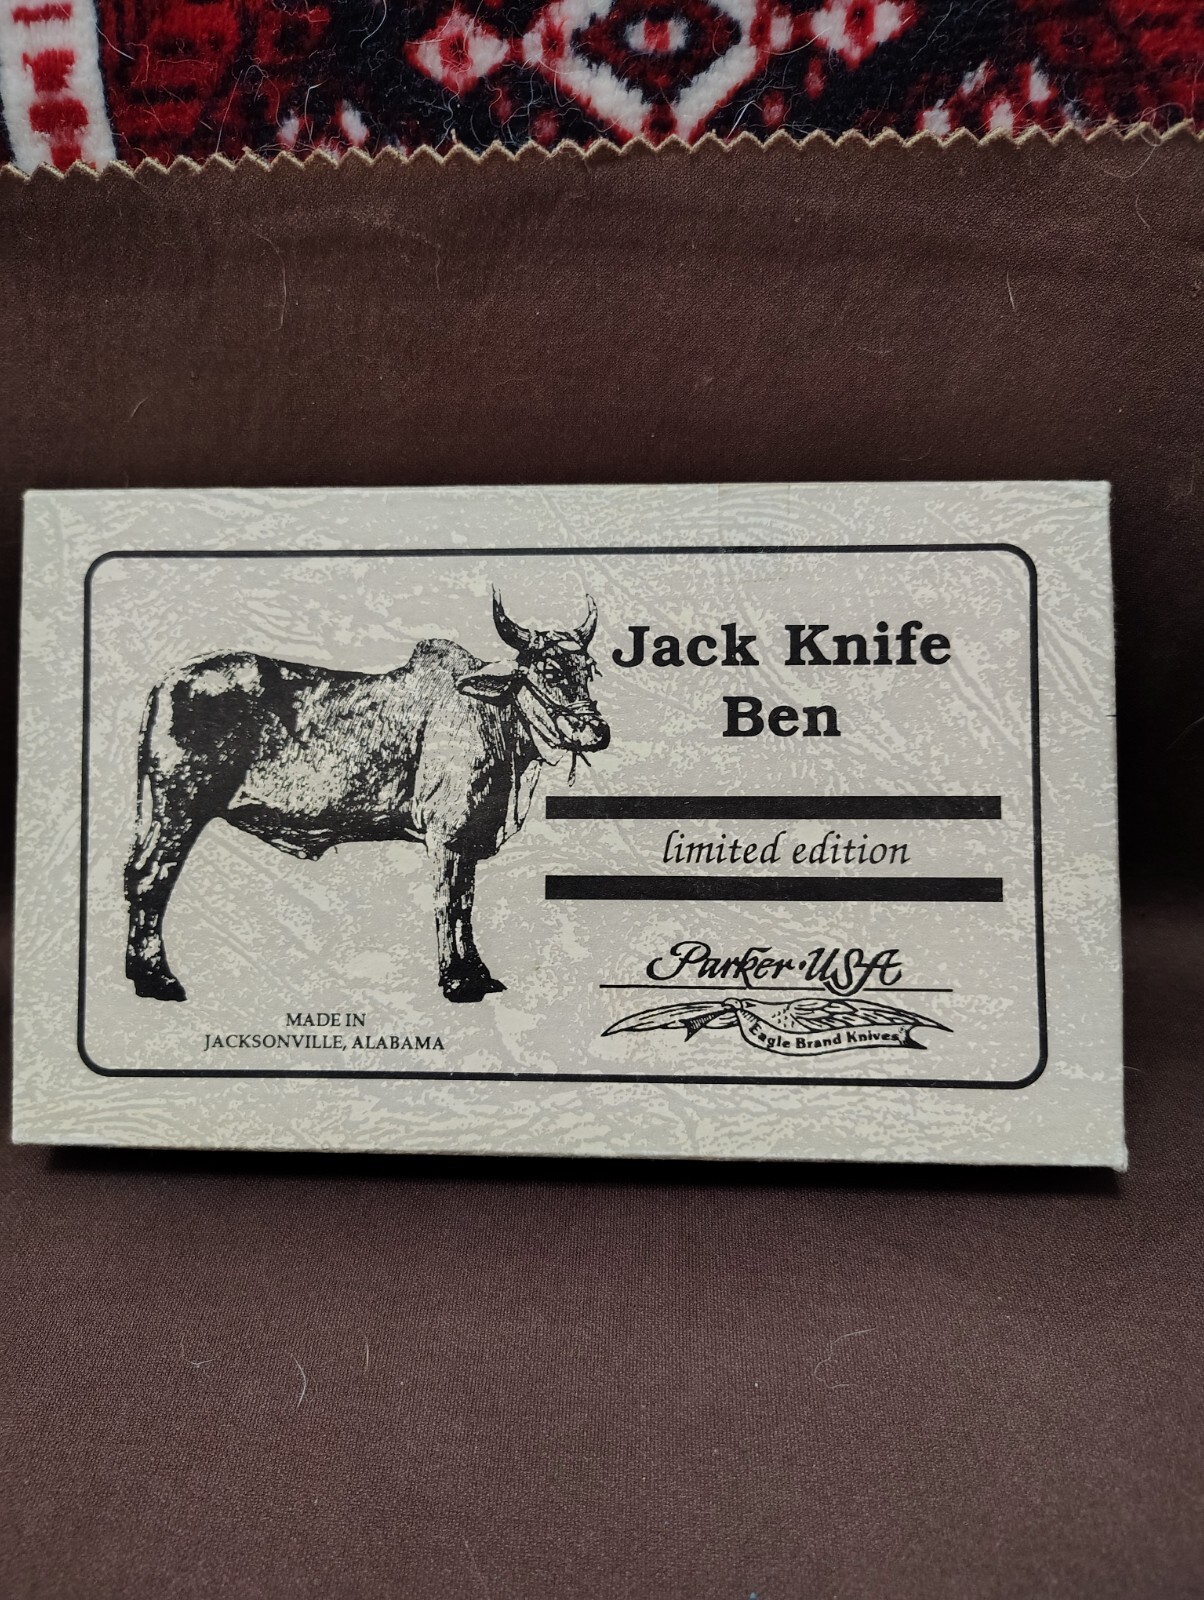 Jack Knife
Ben
limited edition
Parker·USA
Eagle Brand Knives
MADE IN
JACKSONVILLE, ALABAMA